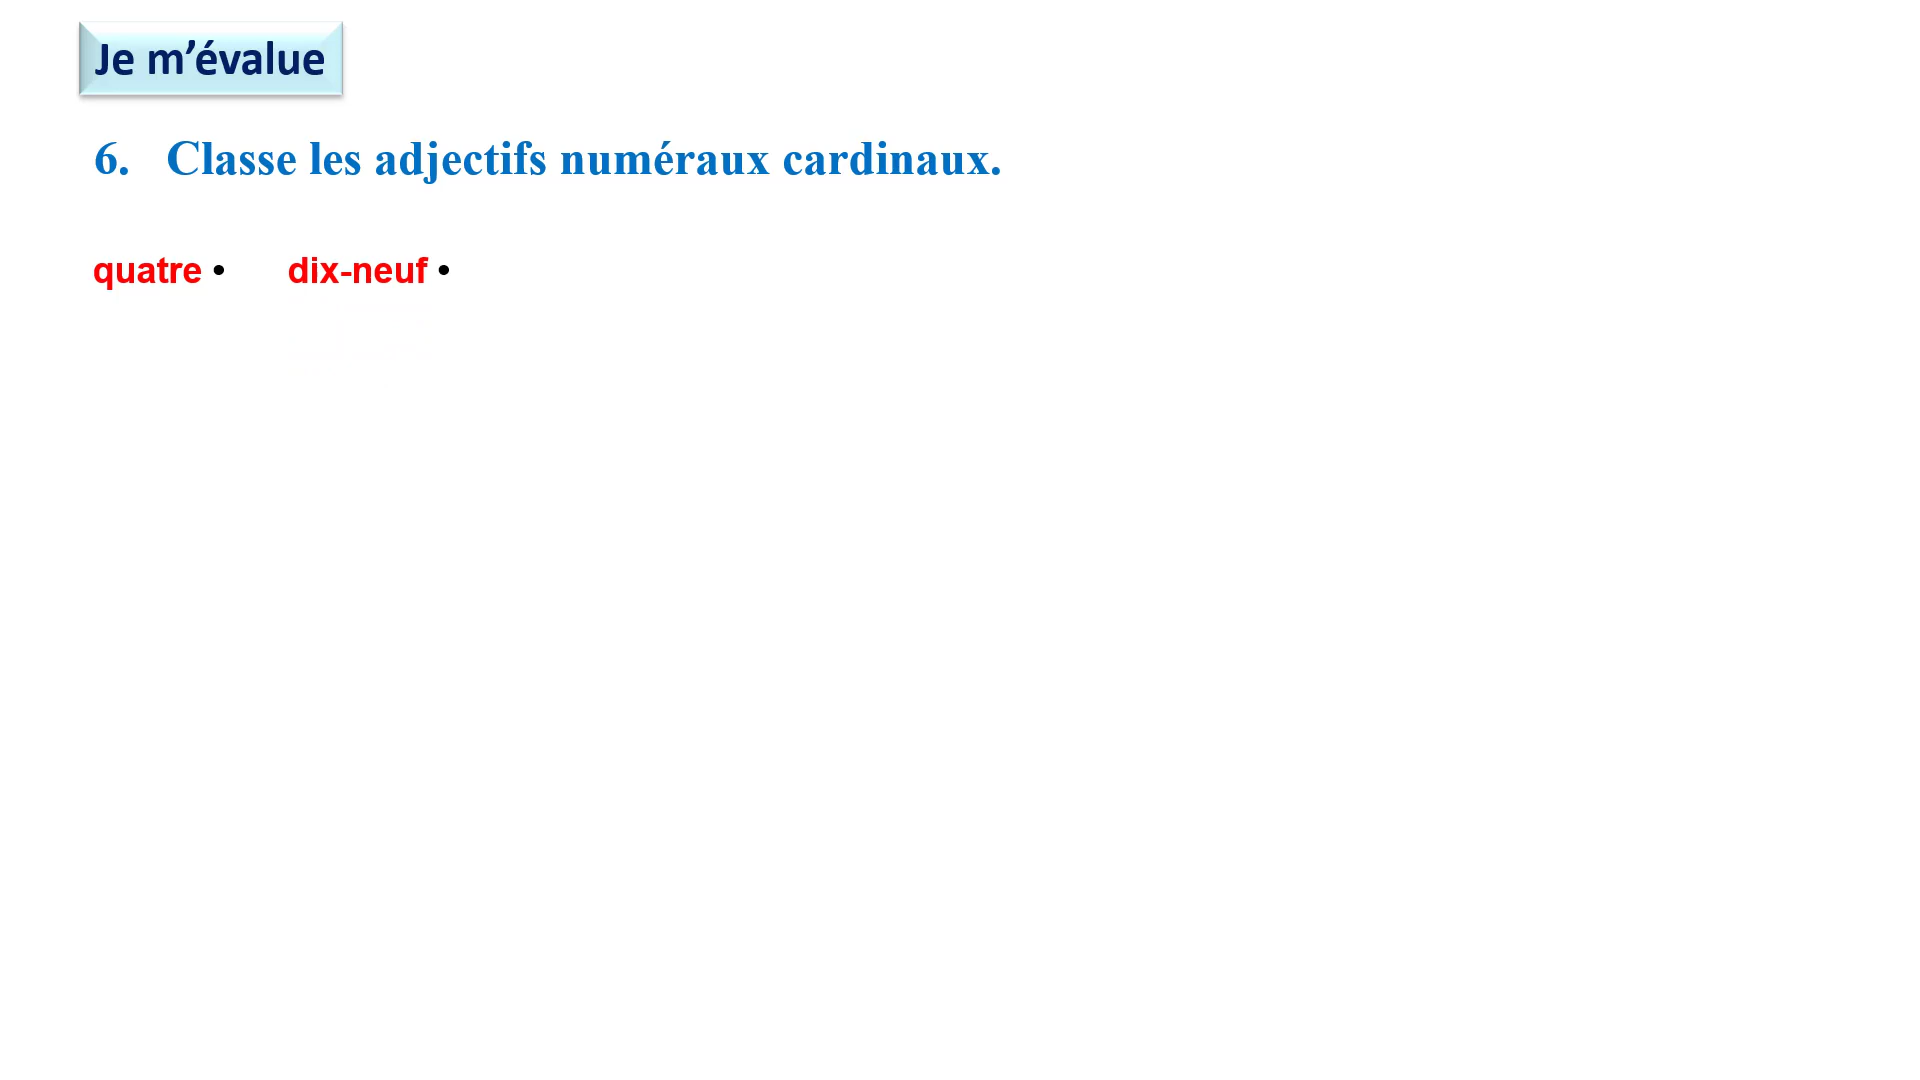 Je m’évalue
6. Classe les adjectifs numéraux cardinaux.
quatre • dix-neuf •